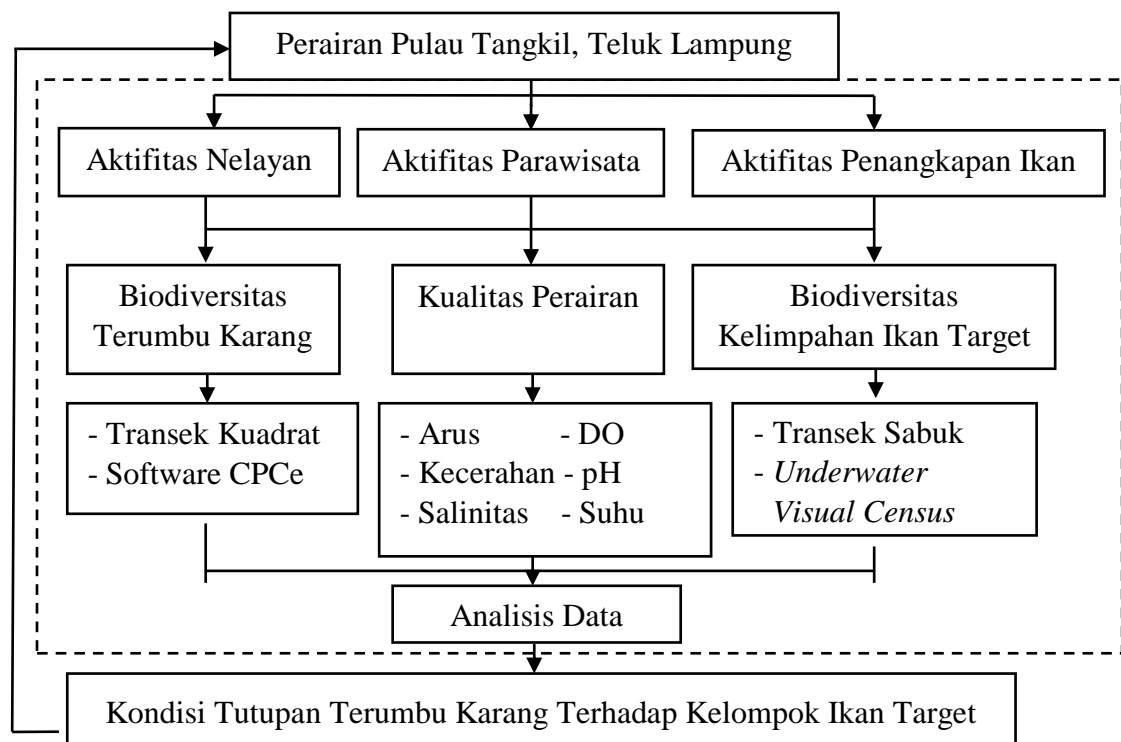 Perairan Pulau Tangkil, Teluk Lampung
Aktifitas Nelayan
Aktifitas Parawisata
Aktifitas Penangkapan Ikan
Biodiversitas
Terumbu Karang
Kualitas Perairan
Biodiversitas
Kelimpahan Ikan Target
- Transek Kuadrat
- Software CPCe
- Arus - DO
- Kecerahan - pH
- Salinitas - Suhu
- Transek Sabuk
- Underwater
Visual Census
Analisis Data
Kondisi Tutupan Terumbu Karang Terhadap Kelompok Ikan Target